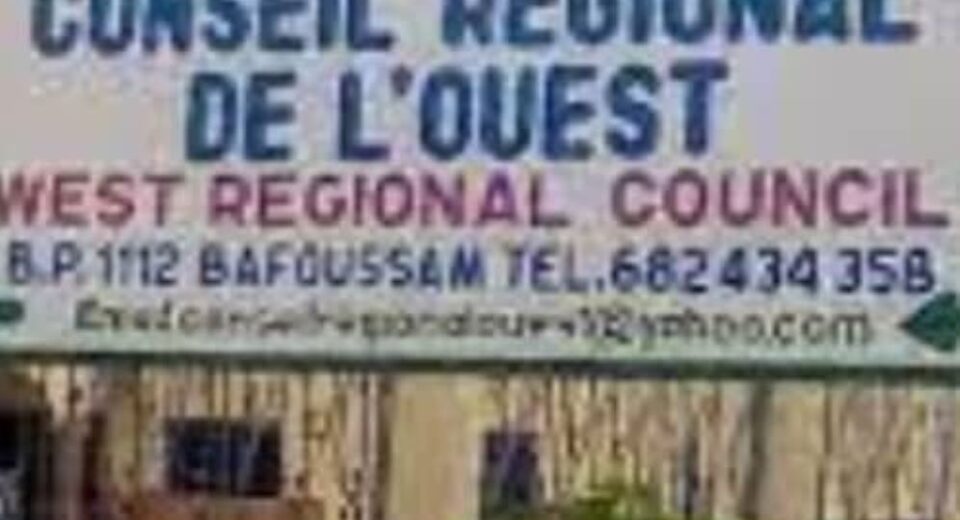 CONSEIL REGIONAL
DE L'OUEST
WEST REGIONAL COUNCIL
B.P. 1112 BAFOUSSAM TEL.682 434 358